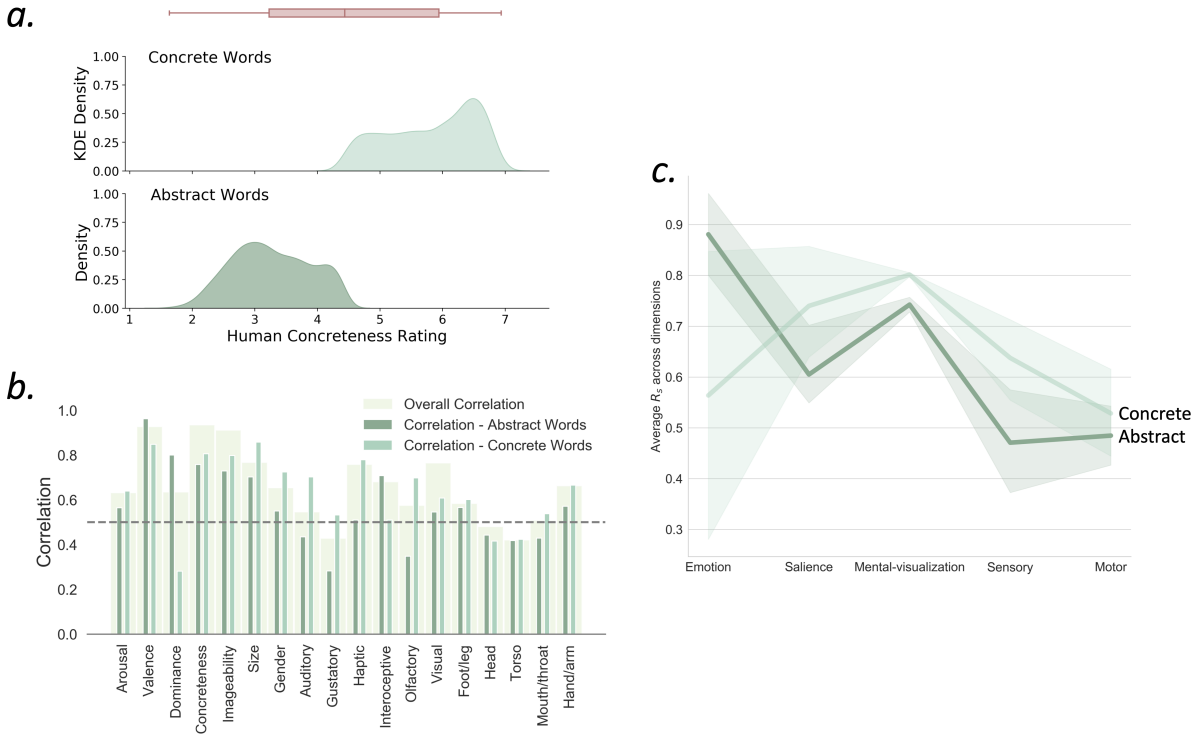 a.
Concrete Words
KDE Density
1.00
0.75
0.50
0.25
0.00
Abstract Words
Density
1.00
0.75
0.50
0.25
0.00
1 2 3 4 5 6 7
Human Concreteness Rating
b.
Overall Correlation
Correlation - Abstract Words
Correlation - Concrete Words
Correlation
1.0
0.8
0.6
0.4
0.2
0.0
Arousal
Valence
Dominance
Concreteness
Imageability
Size
Gender
Auditory
Gustatory
Haptic
Interoceptive
Olfactory
Visual
Foot/leg
Head
Torso
Mouth/throat
Hand/arm
c.
Average Rs across dimensions
0.9
0.8
0.7
0.6
0.5
0.4
0.3
Concrete
Abstract
Emotion Salience Mental-visualization Sensory Motor